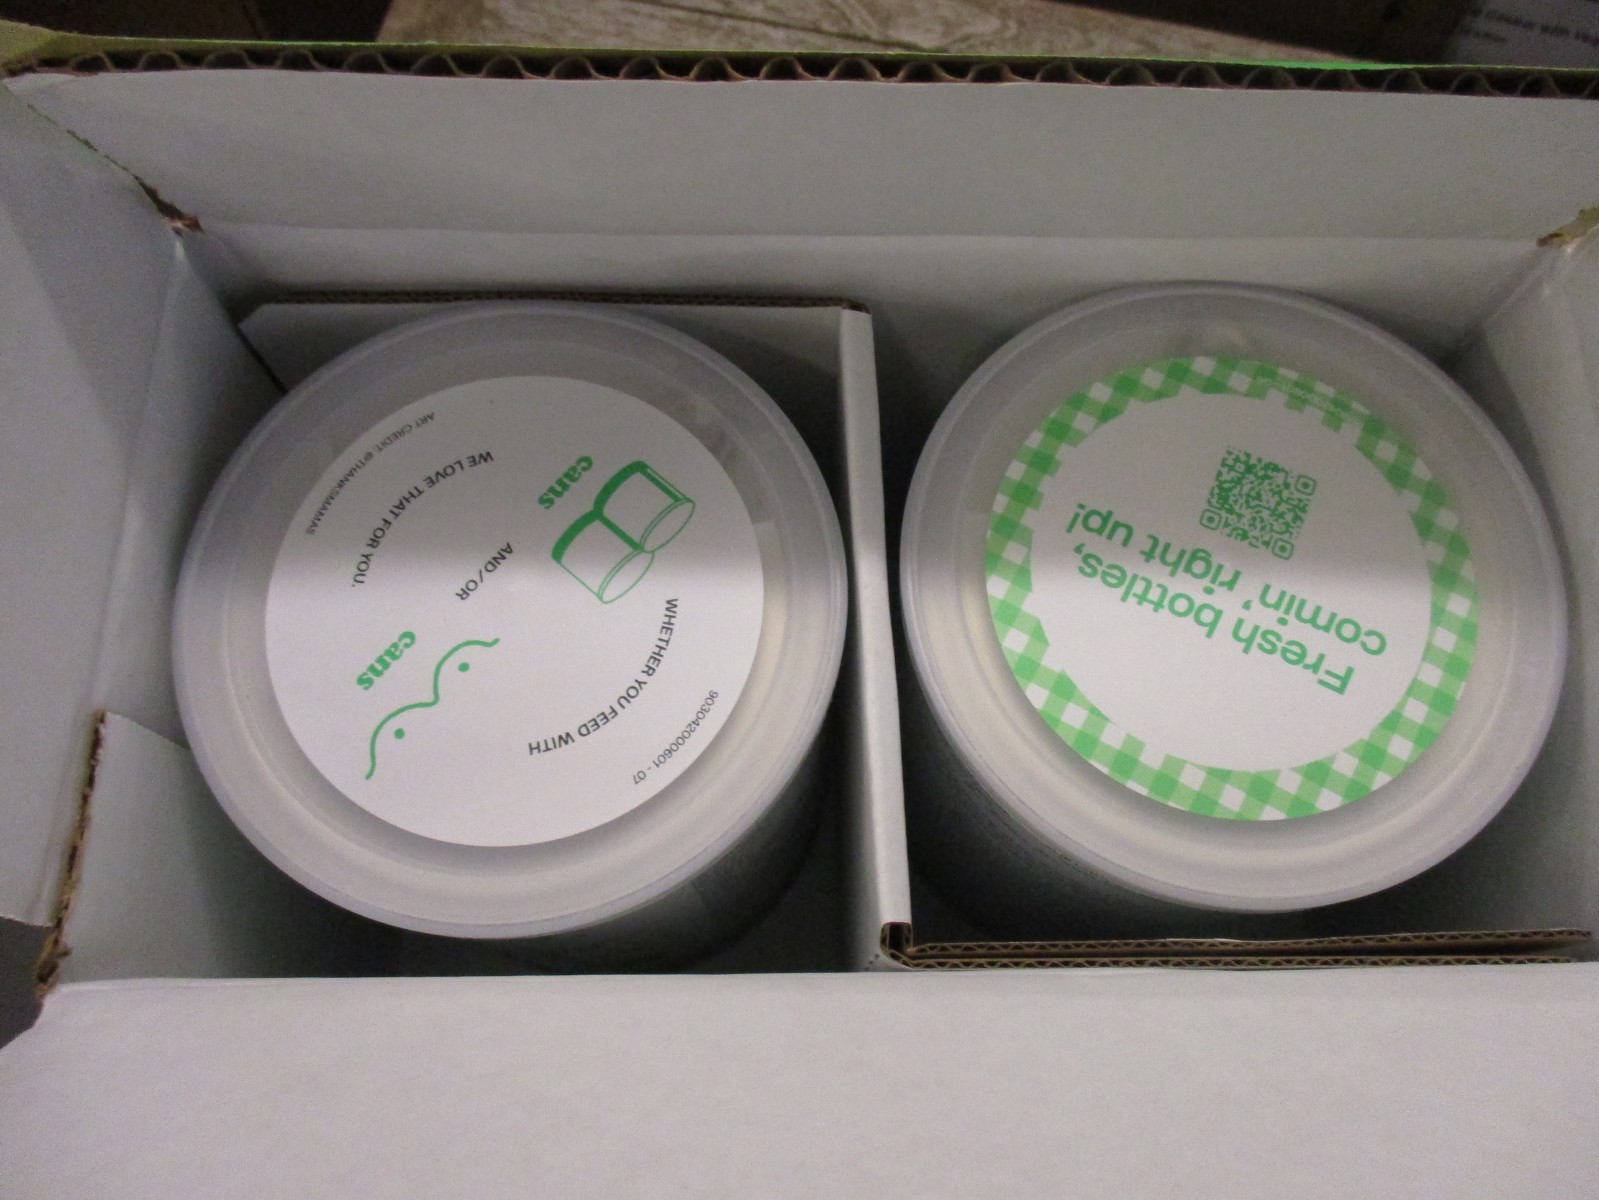 WHETHER YOU FEED WITH
cans
AND/OR
cans
WE LOVE THAT FOR YOU.
ART CREDIT: @THANKSMAMAS
903042000601 - 07
Fresh bottles,
comin' right up!